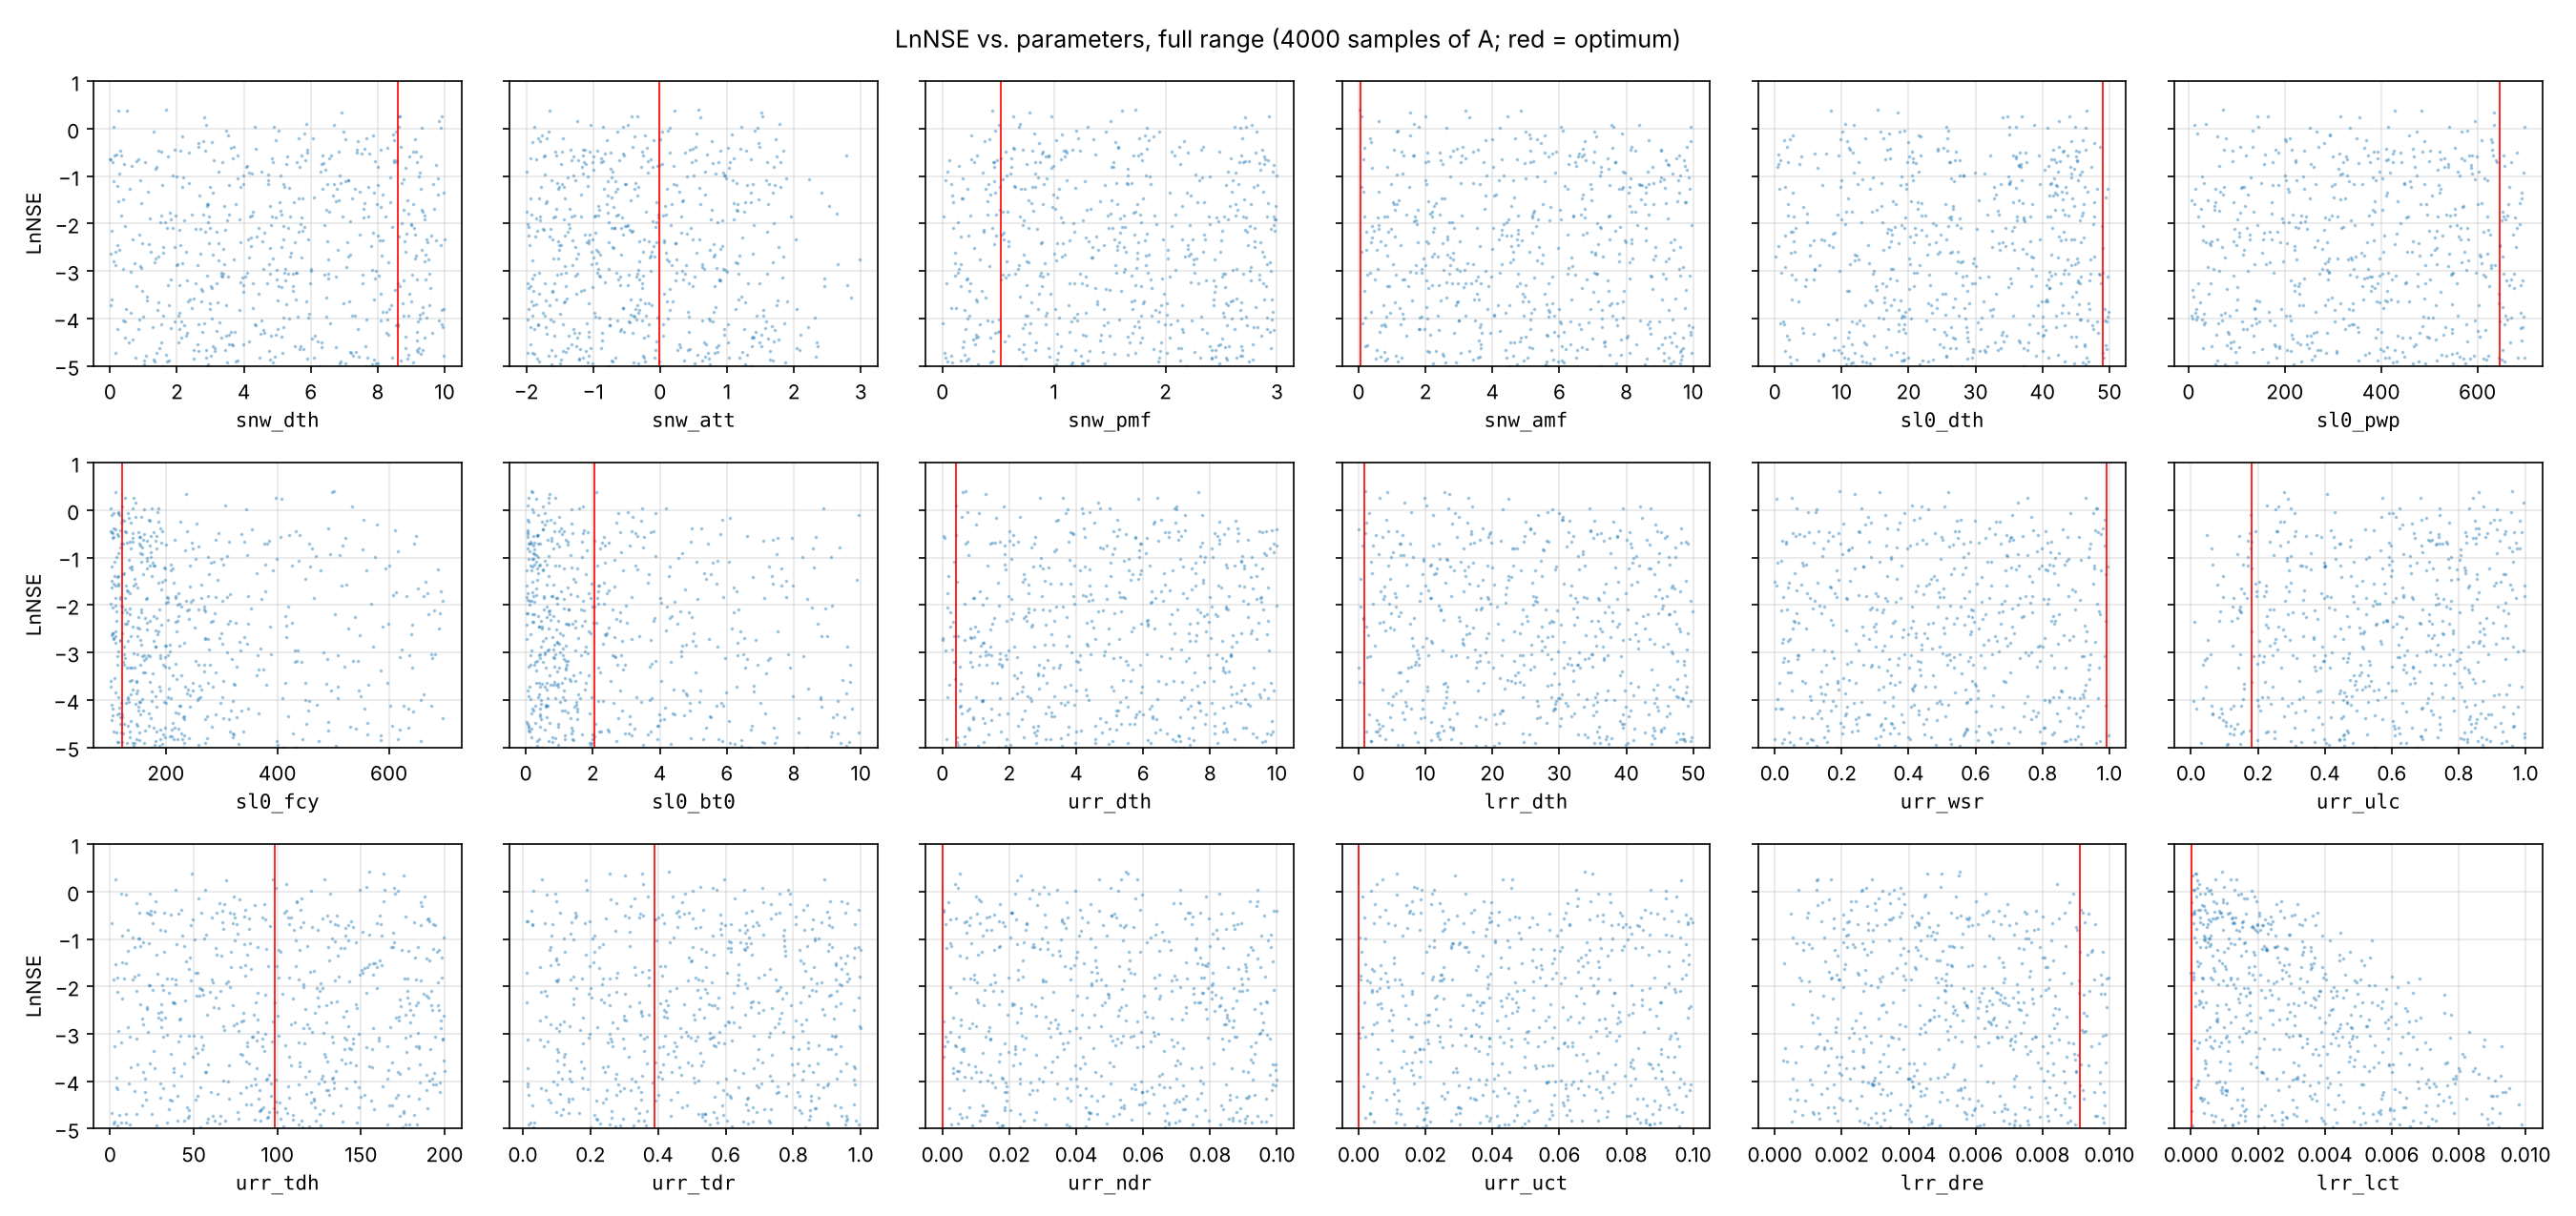 LnNSE vs. parameters, full range (4000 samples of A; red = optimum)
LnNSE
1
0
−1
−2
−3
−4
−5
0 2 4 6 8 10
snw_dth
−2 −1 0 1 2 3
snw_att
0 1 2 3
snw_pmf
0 2 4 6 8 10
snw_amf
0 10 20 30 40 50
sl0_dth
0 200 400 600
sl0_pwp
LnNSE
1
0
−1
−2
−3
−4
−5
200 400 600
sl0_fcy
0 2 4 6 8 10
sl0_bt0
0 2 4 6 8 10
urr_dth
0 10 20 30 40 50
lrr_dth
0.0 0.2 0.4 0.6 0.8 1.0
urr_wsr
0.0 0.2 0.4 0.6 0.8 1.0
urr_ulc
LnNSE
1
0
−1
−2
−3
−4
−5
0 50 100 150 200
urr_tdh
0.0 0.2 0.4 0.6 0.8 1.0
urr_tdr
0.00 0.02 0.04 0.06 0.08 0.10
urr_ndr
0.00 0.02 0.04 0.06 0.08 0.10
urr_uct
0.000 0.002 0.004 0.006 0.008 0.010
lrr_dre
0.000 0.002 0.004 0.006 0.008 0.010
lrr_lct